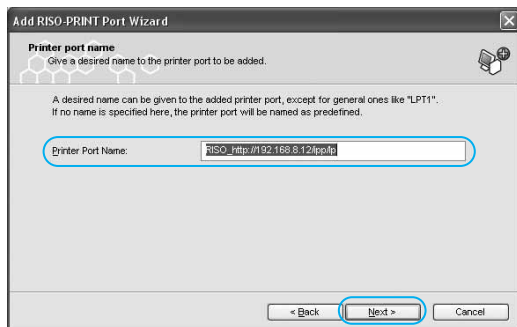 Add RISO-PRINT Port Wizard
Printer port name
Give a desired name to the printer port to be added.
A desired name can be given to the added printer port, except for general ones like "LPT1".
If no name is specified here, the printer port will be named as predefined.
Printer Port Name:
RISO_http://192.168.8.12/ipp/lp
< Back
Next >
Cancel